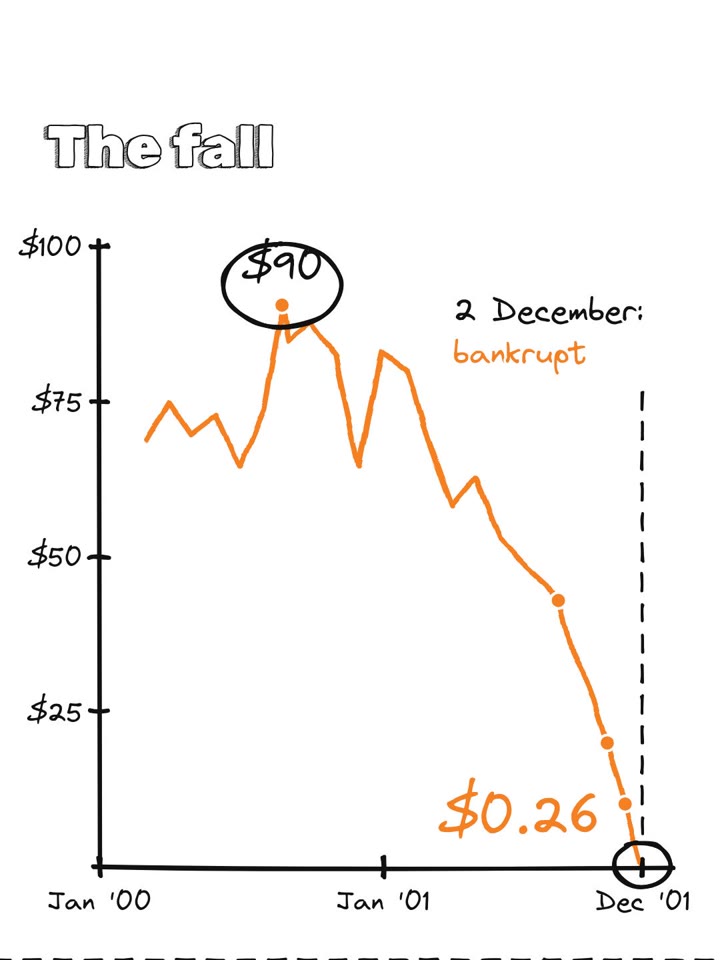 The fall
$100
$90
2 December:
bankrupt
$75
$50
$25
$0.26
Jan '00
Jan '01
Dec '01